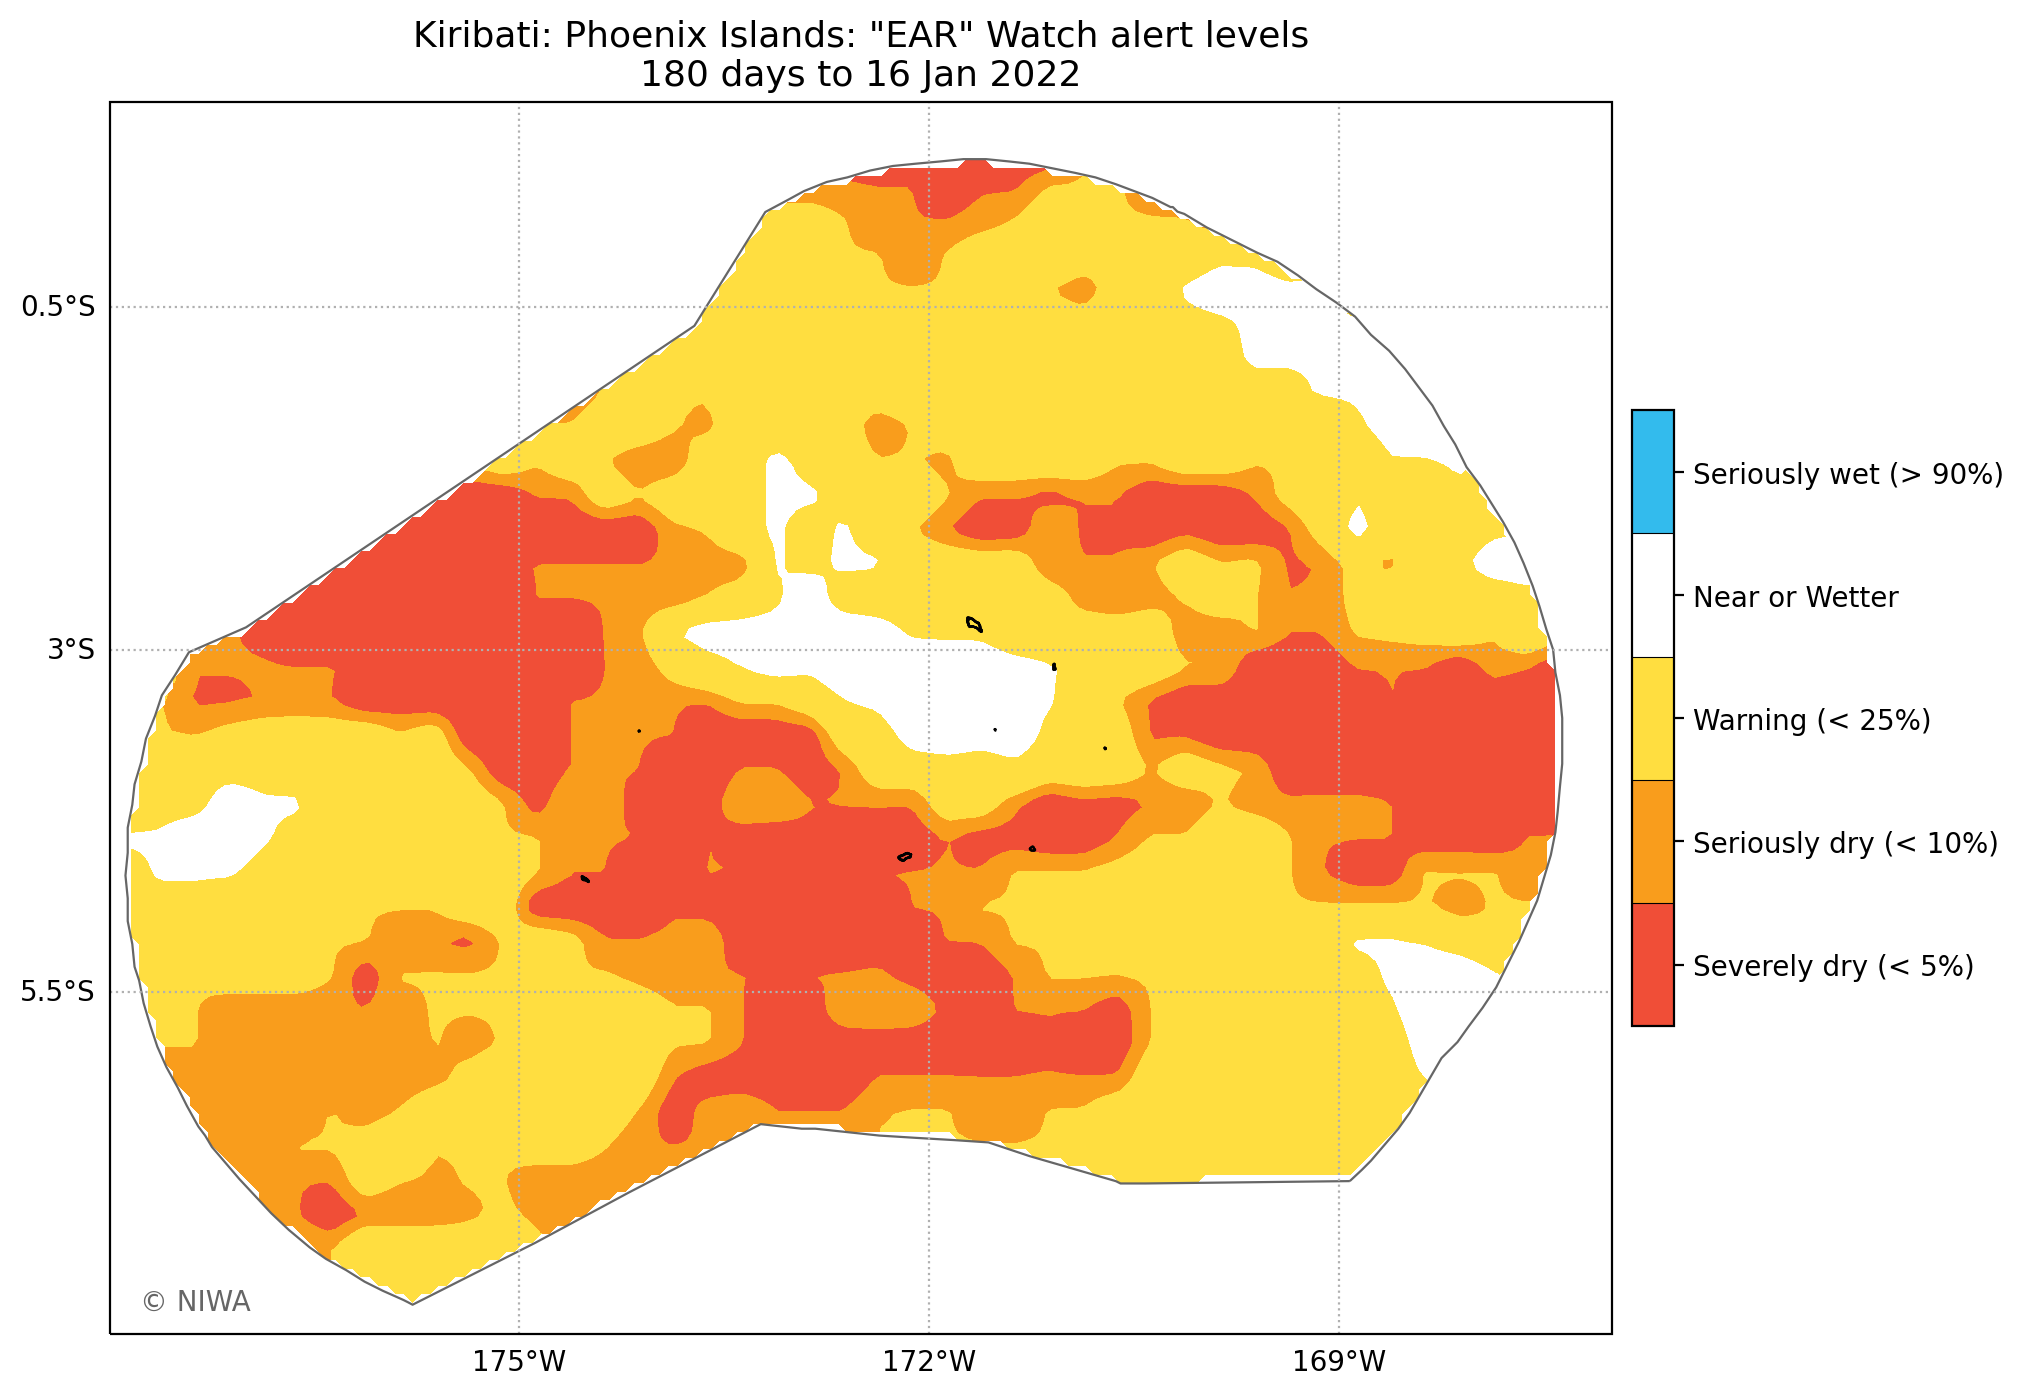 Kiribati: Phoenix Islands: "EAR" Watch alert levels
180 days to 16 Jan 2022
0.5°S
3°S
5.5°S
175°W
172°W
169°W
Seriously wet (> 90%)
Near or Wetter
Warning (< 25%)
Seriously dry (< 10%)
Severely dry (< 5%)
© NIWA